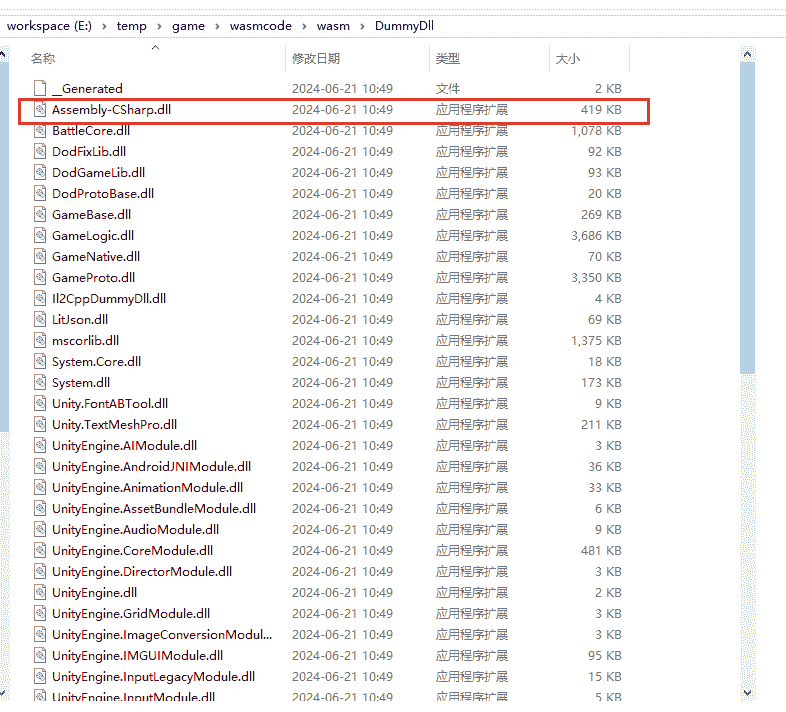 workspace (E:) › temp › game › wasmcode › wasm › DummyDll
名称 修改日期 类型 大小
__Generated 2024-06-21 10:49 文件 2 KB
Assembly-CSharp.dll 2024-06-21 10:49 应用程序扩展 419 KB
BattleCore.dll 2024-06-21 10:49 应用程序扩展 1,078 KB
DodFixLib.dll 2024-06-21 10:49 应用程序扩展 92 KB
DodGameLib.dll 2024-06-21 10:49 应用程序扩展 93 KB
DodProtoBase.dll 2024-06-21 10:49 应用程序扩展 20 KB
GameBase.dll 2024-06-21 10:49 应用程序扩展 269 KB
GameLogic.dll 2024-06-21 10:49 应用程序扩展 3,686 KB
GameNative.dll 2024-06-21 10:49 应用程序扩展 70 KB
GameProto.dll 2024-06-21 10:49 应用程序扩展 3,350 KB
Il2CppDummyDll.dll 2024-06-21 10:49 应用程序扩展 4 KB
LitJson.dll 2024-06-21 10:49 应用程序扩展 69 KB
mscorlib.dll 2024-06-21 10:49 应用程序扩展 1,375 KB
System.Core.dll 2024-06-21 10:49 应用程序扩展 18 KB
System.dll 2024-06-21 10:49 应用程序扩展 173 KB
Unity.FontABTool.dll 2024-06-21 10:49 应用程序扩展 9 KB
Unity.TextMeshPro.dll 2024-06-21 10:49 应用程序扩展 211 KB
UnityEngine.AIModule.dll 2024-06-21 10:49 应用程序扩展 3 KB
UnityEngine.AndroidJNIModule.dll 2024-06-21 10:49 应用程序扩展 36 KB
UnityEngine.AnimationModule.dll 2024-06-21 10:49 应用程序扩展 33 KB
UnityEngine.AssetBundleModule.dll 2024-06-21 10:49 应用程序扩展 6 KB
UnityEngine.AudioModule.dll 2024-06-21 10:49 应用程序扩展 9 KB
UnityEngine.CoreModule.dll 2024-06-21 10:49 应用程序扩展 481 KB
UnityEngine.DirectorModule.dll 2024-06-21 10:49 应用程序扩展 3 KB
UnityEngine.dll 2024-06-21 10:49 应用程序扩展 2 KB
UnityEngine.GridModule.dll 2024-06-21 10:49 应用程序扩展 3 KB
UnityEngine.ImageConversionModul... 2024-06-21 10:49 应用程序扩展 3 KB
UnityEngine.IMGUIModule.dll 2024-06-21 10:49 应用程序扩展 95 KB
UnityEngine.InputLegacyModule.dll 2024-06-21 10:49 应用程序扩展 15 KB
UnityEngine.InputModule.dll 2024-06-21 10:49 应用程序扩展 5 KB